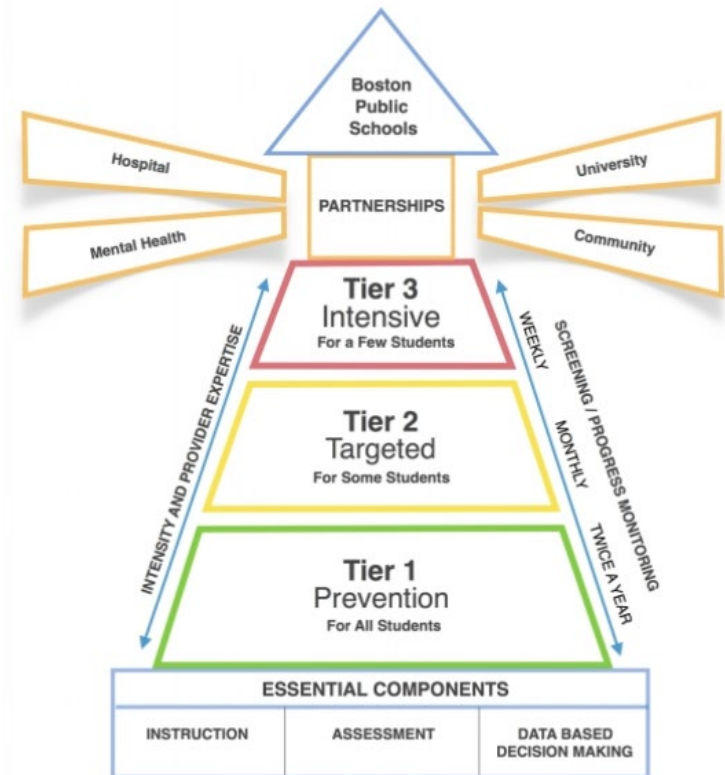 Boston
Public
Schools
Hospital
University
PARTNERSHIPS
Mental Health
Community
Tier 3
Intensive
For a Few Students
WEEKLY
SCREENING / PROGRESS MONITORING
INTENSITY AND PROVIDER EXPERTISE
Tier 2
Targeted
For Some Students
MONTHLY
Tier 1
Prevention
For All Students
TWICE A YEAR
ESSENTIAL COMPONENTS
INSTRUCTION
ASSESSMENT
DATA BASED
DECISION MAKING